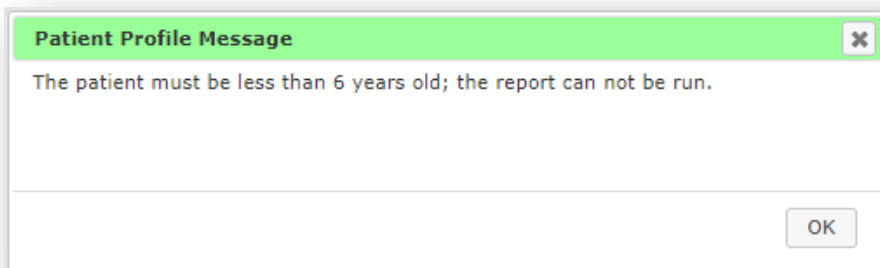 Patient Profile Message
The patient must be less than 6 years old; the report can not be run.
OK